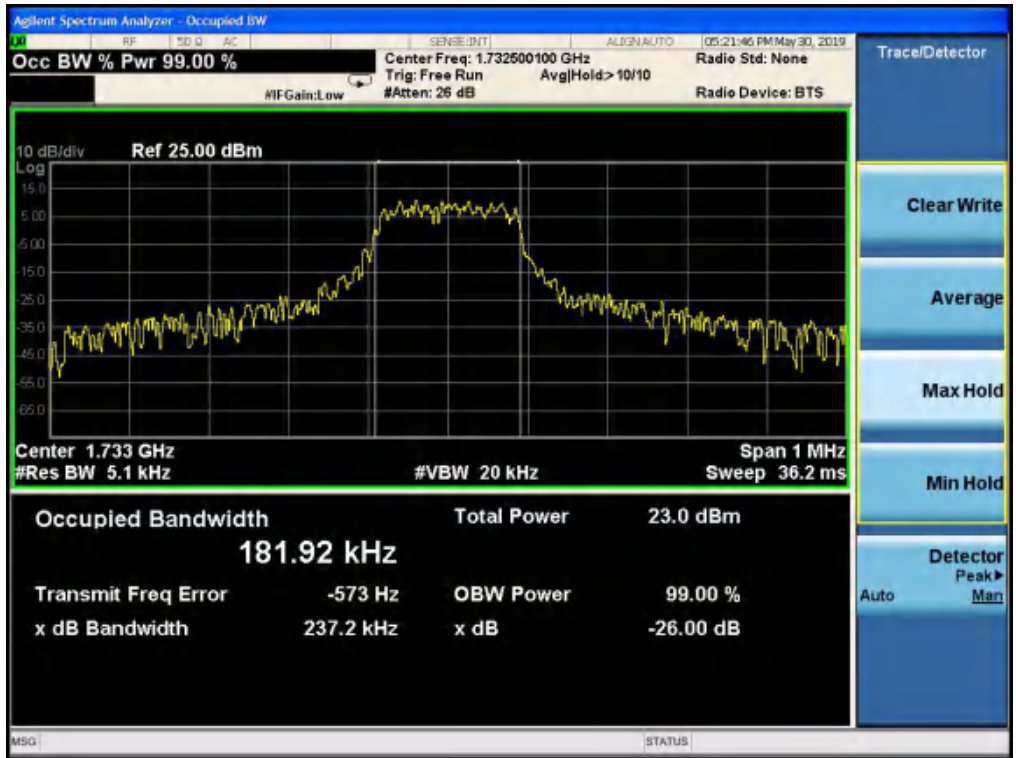 Agilent Spectrum Analyzer - Occupied BW
RF 50 Ω AC SENSE:INT ALIGNAUTO 05:21:46 PM May 30, 2019
Occ BW % Pwr 99.00 % Center Freq: 1.732500100 GHz Radio Std: None
Trig: Free Run Avg|Hold:> 10/10
#IFGain:Low #Atten: 26 dB Radio Device: BTS
10 dB/div Ref 25.00 dBm
Log
15.0
5.00
-5.00
-15.0
-25.0
-35.0
-45.0
-55.0
-65.0
Center 1.733 GHz Span 1 MHz
#Res BW 5.1 kHz #VBW 20 kHz Sweep 36.2 ms
Occupied Bandwidth Total Power 23.0 dBm
181.92 kHz
Transmit Freq Error -573 Hz OBW Power 99.00 %
x dB Bandwidth 237.2 kHz x dB -26.00 dB
MSG STATUS
Trace/Detector
Clear Write
Average
Max Hold
Min Hold
Detector
Peak▶
Auto Man